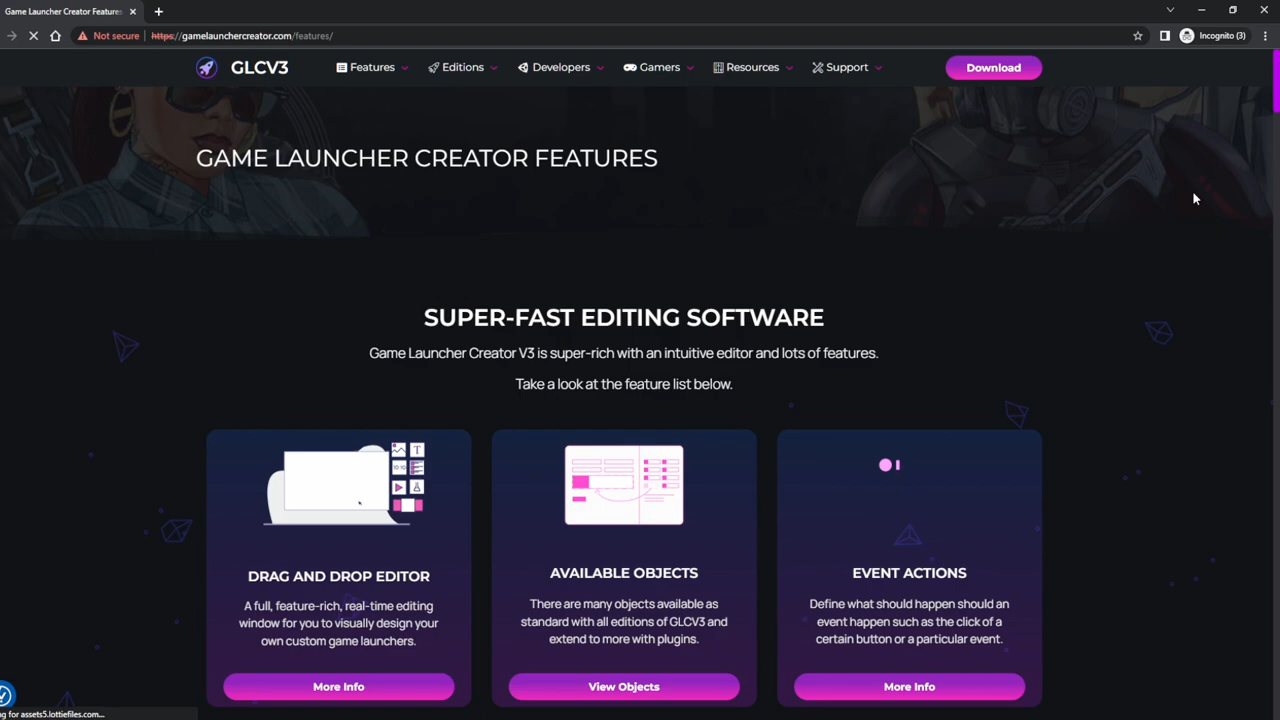 Game Launcher Creator Features
Not secure
https://gamelaunchercreator.com/features/
Incognito (3)
GLCV3
Features
Editions
Developers
Gamers
Resources
Support
Download
GAME LAUNCHER CREATOR FEATURES
SUPER-FAST EDITING SOFTWARE
Game Launcher Creator V3 is super-rich with an intuitive editor and lots of features.
Take a look at the feature list below.
DRAG AND DROP EDITOR
A full, feature-rich, real-time editing
window for you to visually design your
own custom game launchers.
More Info
AVAILABLE OBJECTS
There are many objects available as
standard with all editions of GLCV3 and
extend to more with plugins.
View Objects
EVENT ACTIONS
Define what should happen should an
event happen such as the click of a
certain button or a particular event.
More Info
ng for assets5.lottiefiles.com...